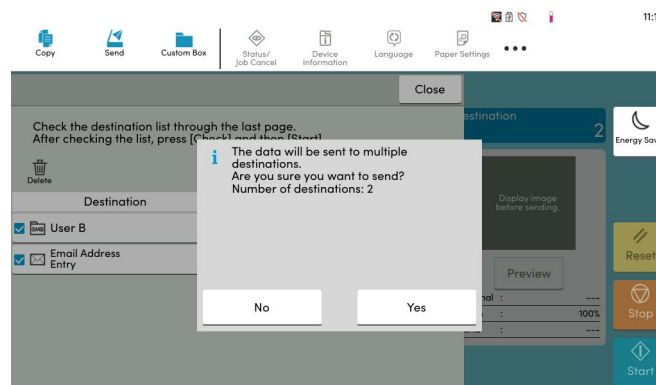 11:1
Copy
Send
Custom Box
Status/
Job Cancel
Device
Information
Language
Paper Settings
Close
estination
2
Check the destination list through the last page.
After checking the list, press [Check] and then [Start].
Energy Sav
Delete
The data will be sent to multiple
destinations.
Are you sure you want to send?
Number of destinations: 2
Display image
before sending.
Destination
SMB
User B
Email Address
Entry
Reset
Preview
No
Yes
nal : ---
: 100%
: ---
Stop
Start